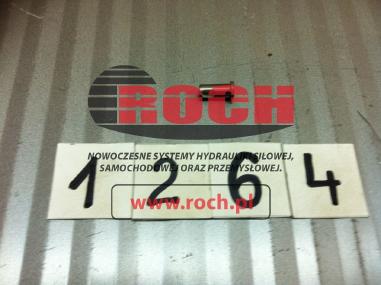 ROCH
NOWOCZESNE SYSTEMY HYDRAULIKI SIŁOWEJ,
SAMOCHODOWEJ ORAZ PRZEMYSŁOWEJ.
1 2 6 4
www.roch.pl